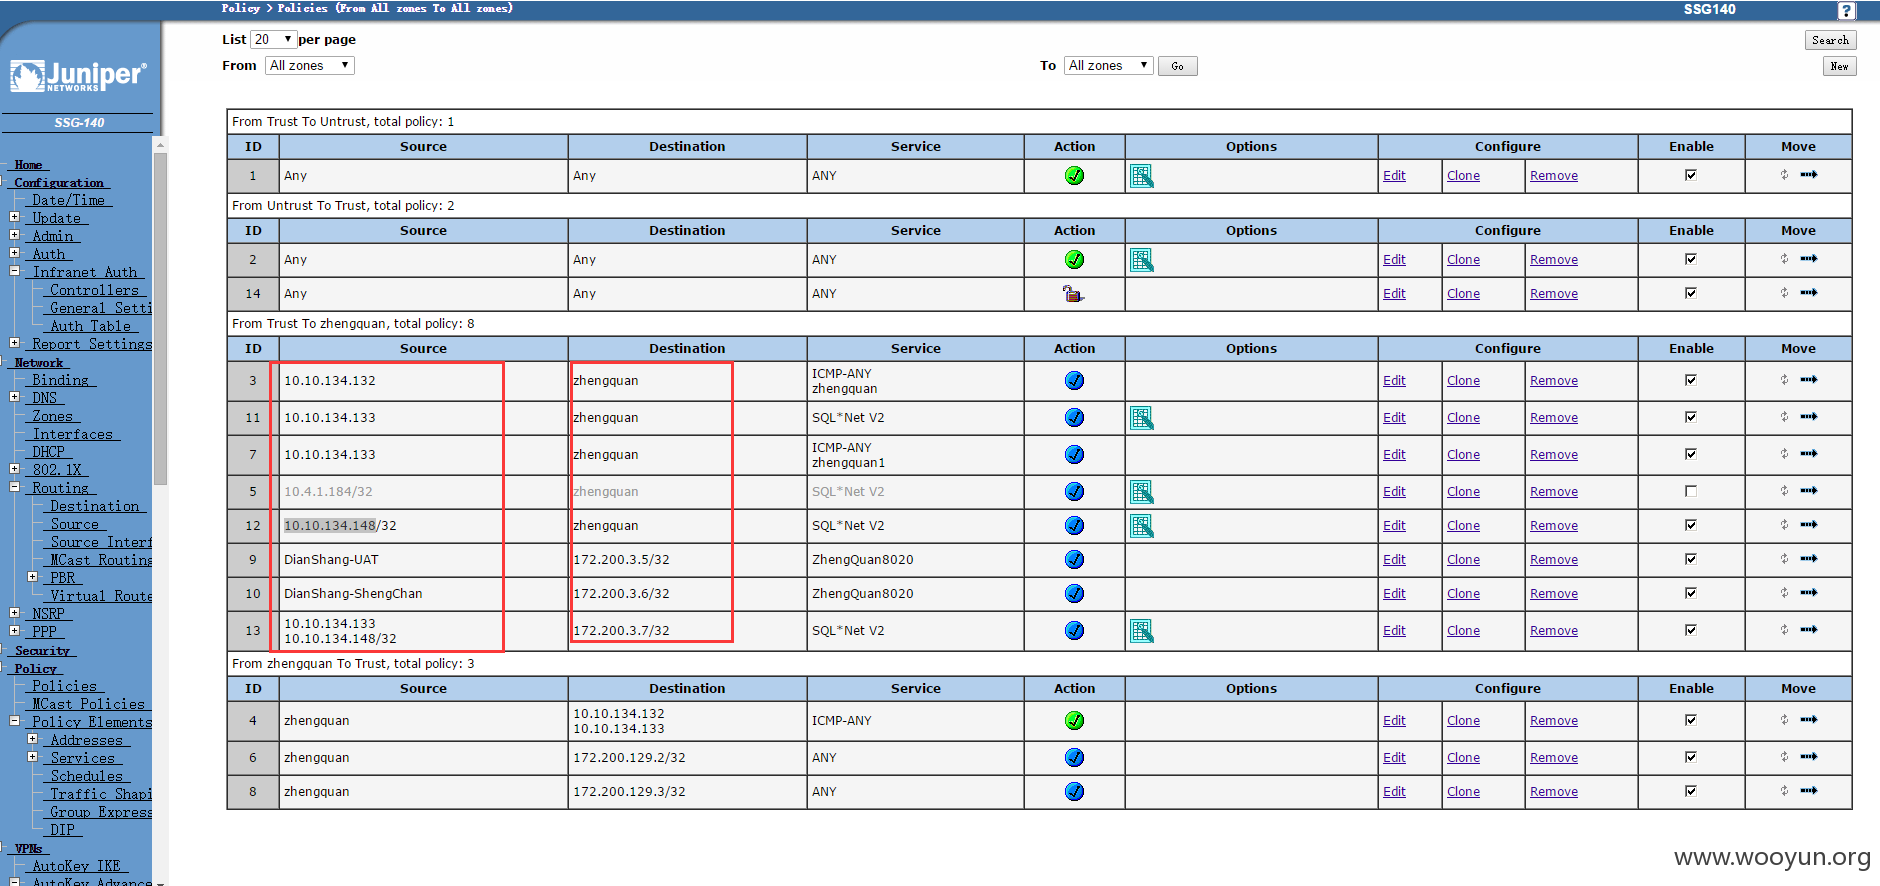 Policy > Policies (From All zones To All zones)
SSG140
?
List 20 per page
Search
From All zones
To All zones Go
New
Juniper
NETWORKS
SSG-140
Home
Configuration
Date/Time
Update
Admin
Auth
Infranet Auth
Controllers
General Setti
Auth Table
Report Settings
Network
Binding
DNS
Zones
Interfaces
DHCP
802.1X
Routing
Destination
Source
Source Interf
MCast Routing
PBR
Virtual Route
NSRP
PPP
Security
Policy
Policies
MCast Policies
Policy Elements
Addresses
Services
Schedules
Traffic Shapi
Group Express
DIP
VPNs
AutoKey IKE
AutoKey Advance
From Trust To Untrust, total policy: 1
ID Source Destination Service Action Options Configure Enable Move
1 Any Any ANY Edit Clone Remove
From Untrust To Trust, total policy: 2
ID Source Destination Service Action Options Configure Enable Move
2 Any Any ANY Edit Clone Remove
14 Any Any ANY Edit Clone Remove
From Trust To zhengquan, total policy: 8
ID Source Destination Service Action Options Configure Enable Move
3 10.10.134.132 zhengquan ICMP-ANY
zhengquan Edit Clone Remove
11 10.10.134.133 zhengquan SQL*Net V2 Edit Clone Remove
7 10.10.134.133 zhengquan ICMP-ANY
zhengquan1 Edit Clone Remove
5 10.4.1.184/32 zhengquan SQL*Net V2 Edit Clone Remove
12 10.10.134.148/32 zhengquan SQL*Net V2 Edit Clone Remove
9 DianShang-UAT 172.200.3.5/32 ZhengQuan8020 Edit Clone Remove
10 DianShang-ShengChan 172.200.3.6/32 ZhengQuan8020 Edit Clone Remove
13 10.10.134.133
10.10.134.148/32 172.200.3.7/32 SQL*Net V2 Edit Clone Remove
From zhengquan To Trust, total policy: 3
ID Source Destination Service Action Options Configure Enable Move
4 zhengquan 10.10.134.132
10.10.134.133 ICMP-ANY Edit Clone Remove
6 zhengquan 172.200.129.2/32 ANY Edit Clone Remove
8 zhengquan 172.200.129.3/32 ANY Edit Clone Remove
www.wooyun.org